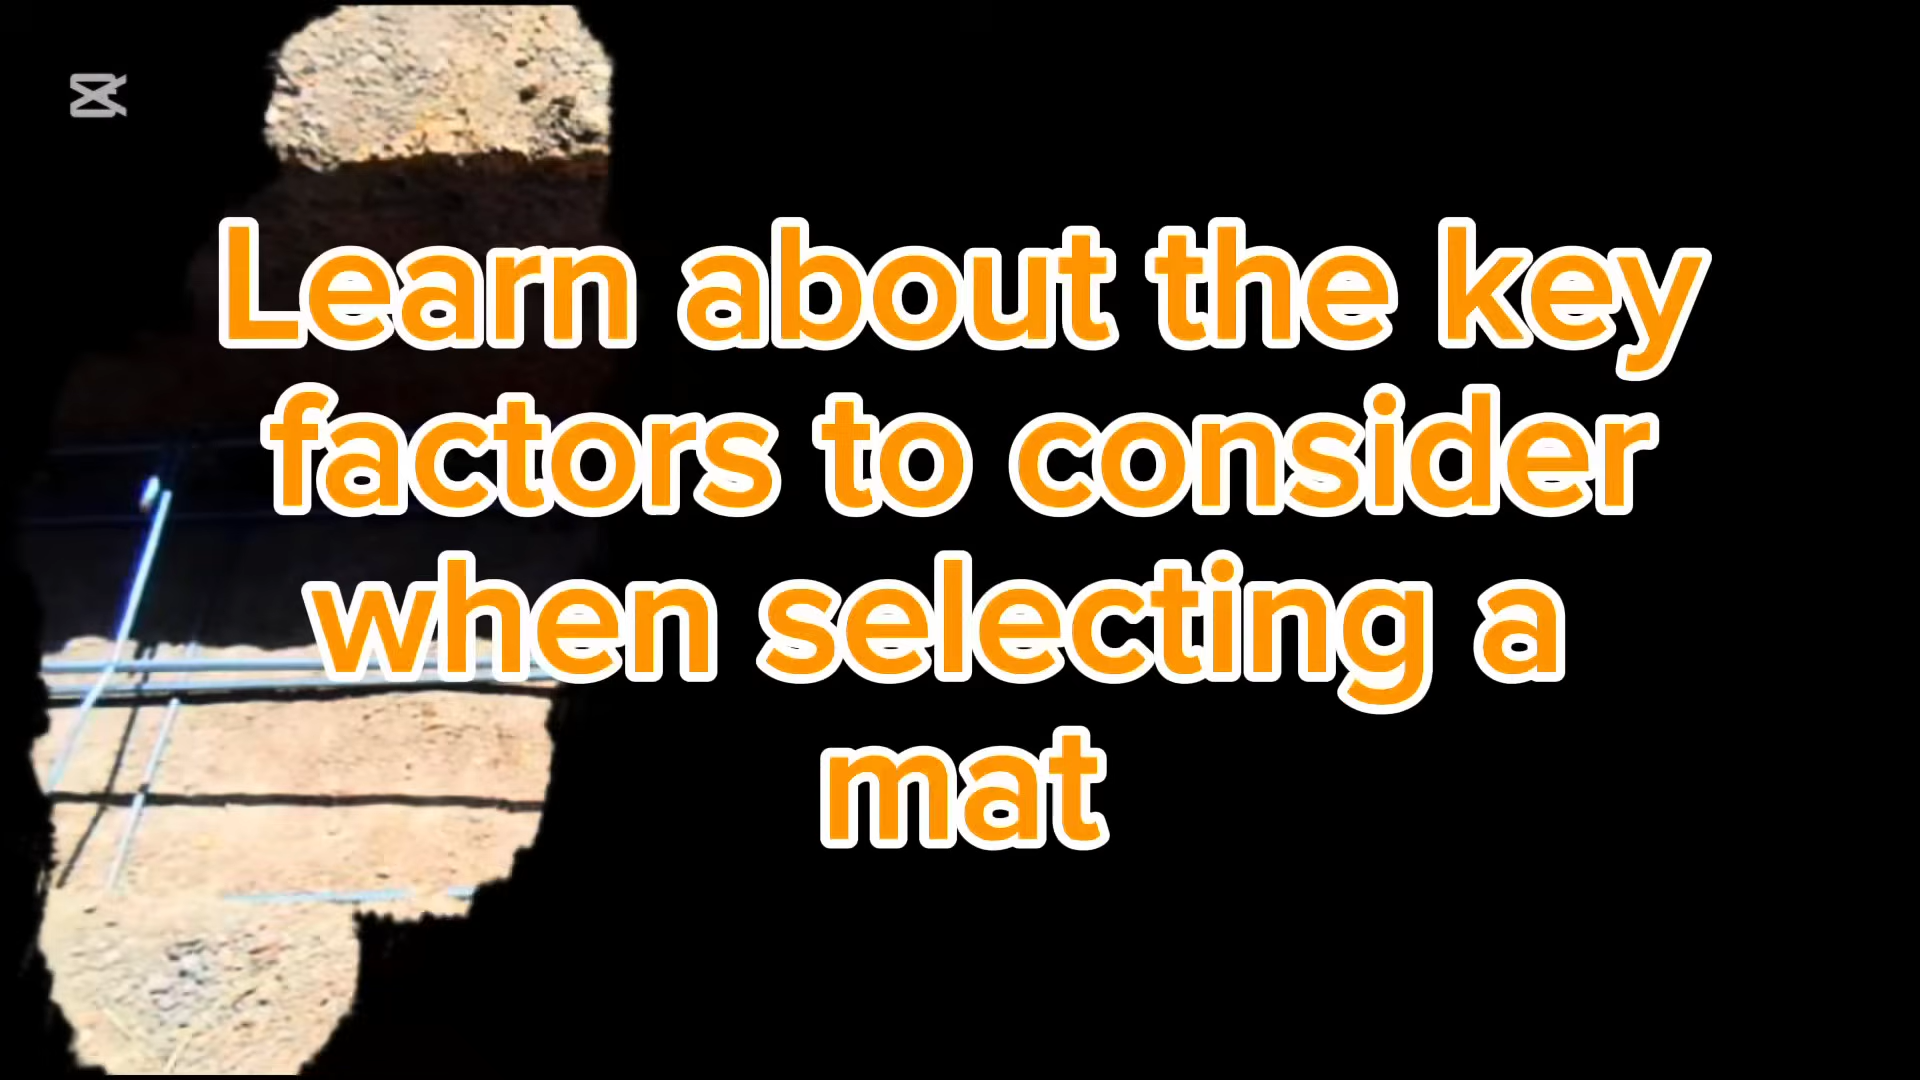 Learn about the key
factors to consider
when selecting a
mat